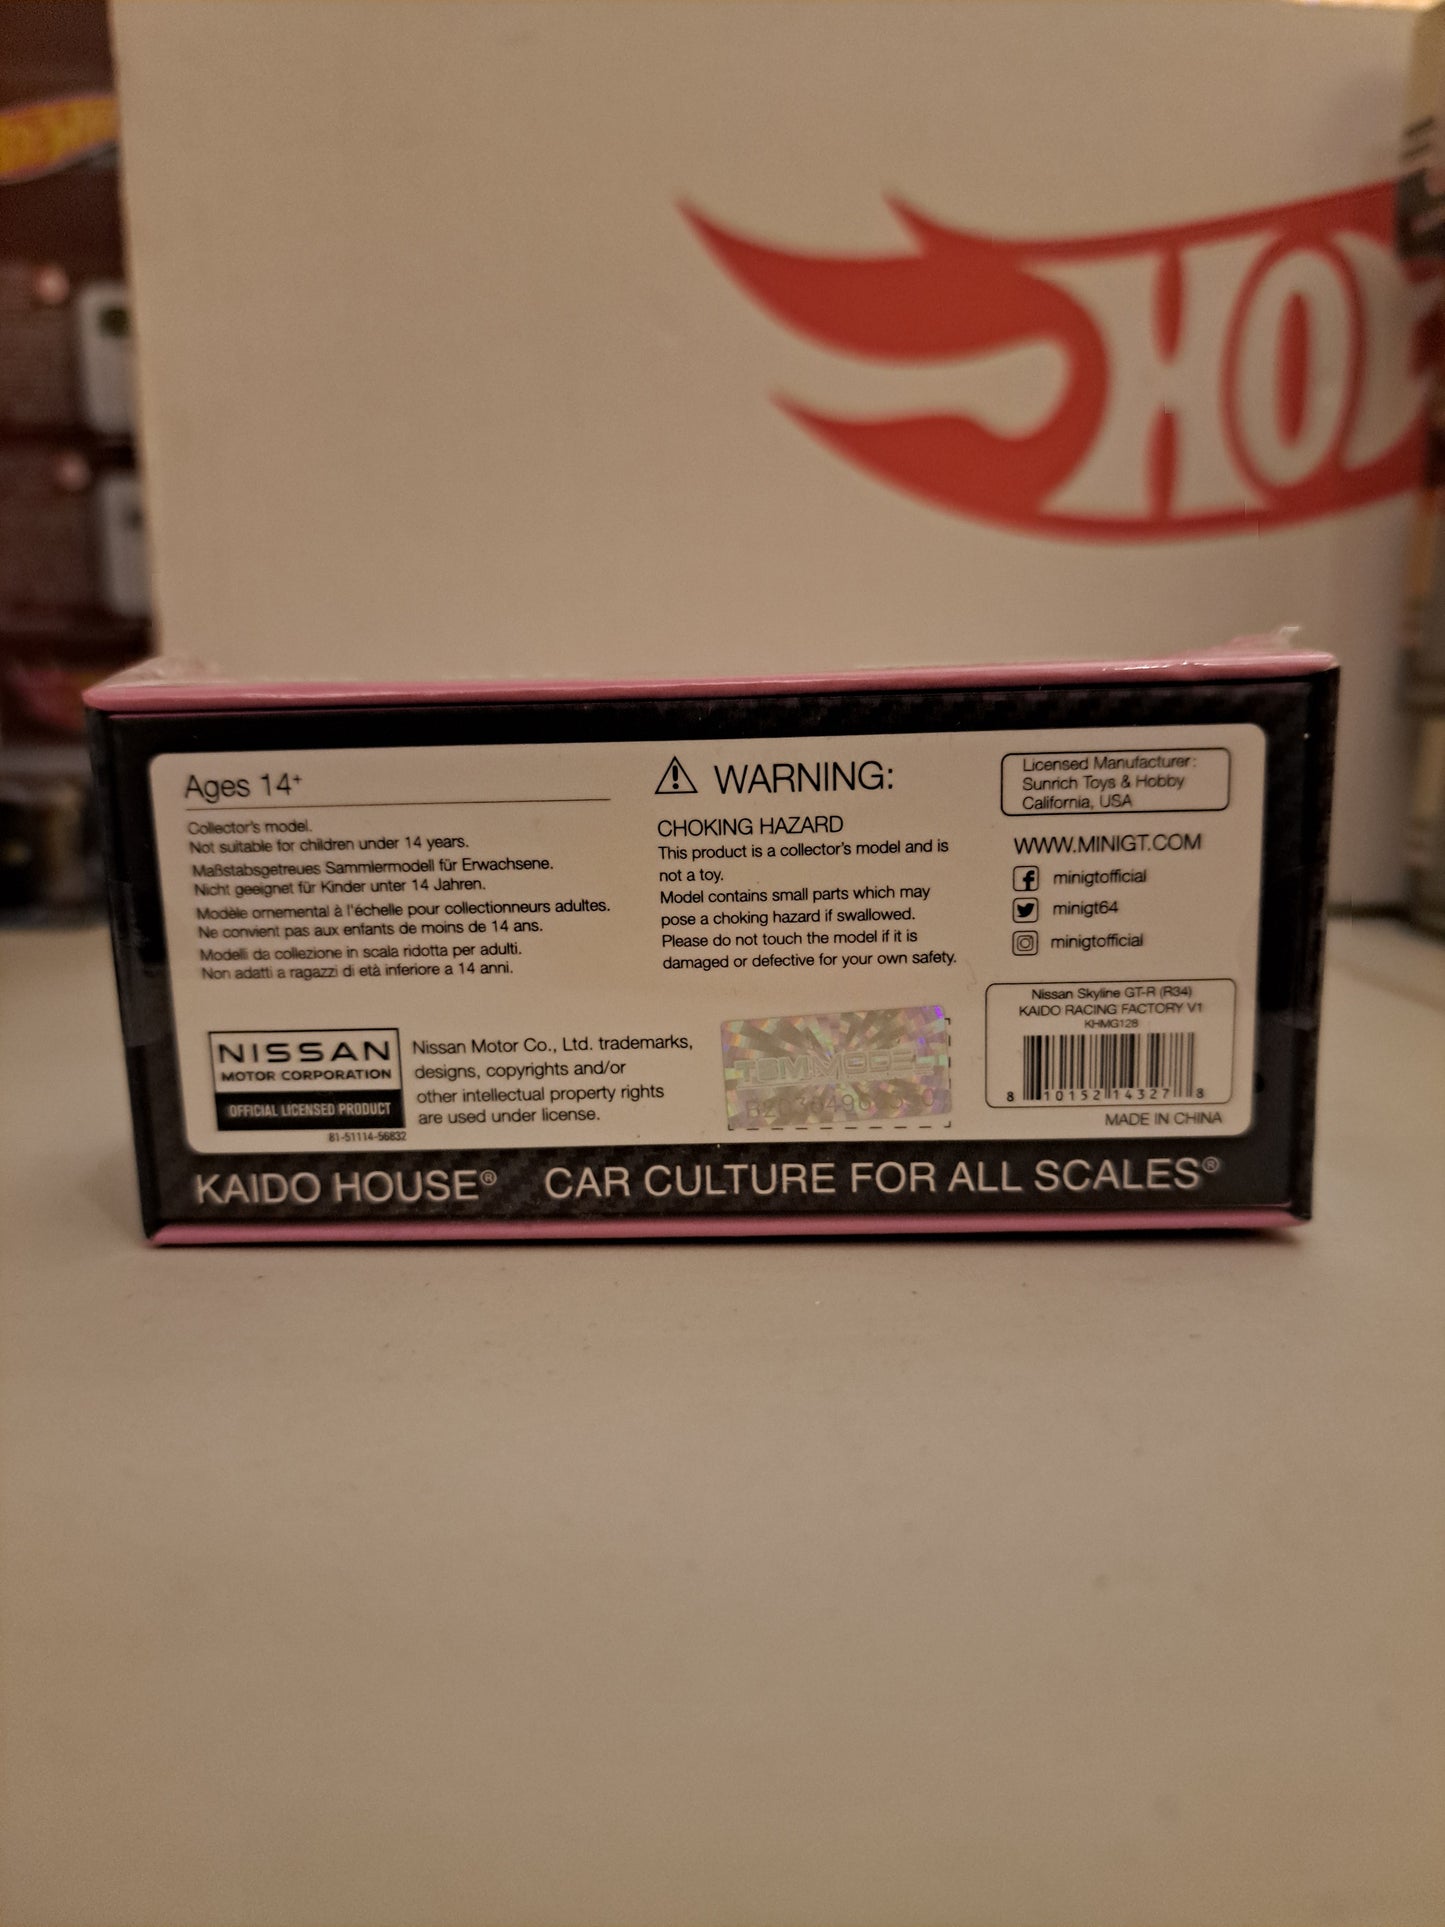 HOT
Ages 14+
Collector's model.
Not suitable for children under 14 years.
Maßstabsgetreues Sammlermodell für Erwachsene.
Nicht geeignet für Kinder unter 14 Jahren.
Modèle ornemental à l'échelle pour collectionneurs adultes.
Ne convient pas aux enfants de moins de 14 ans.
Modelli da collezione in scala ridotta per adulti.
Non adatti a ragazzi di età inferiore a 14 anni.
WARNING:
CHOKING HAZARD
This product is a collector's model and is
not a toy.
Model contains small parts which may
pose a choking hazard if swallowed.
Please do not touch the model if it is
damaged or defective for your own safety.
Licensed Manufacturer:
Sunrich Toys & Hobby
California, USA
WWW.MINIGT.COM
minigtofficial
minigt64
minigtofficial
NISSAN
MOTOR CORPORATION
OFFICIAL LICENSED PRODUCT
81-51114-56832
Nissan Motor Co., Ltd. trademarks,
designs, copyrights and/or
other intellectual property rights
are used under license.
TSMMODEL
Nissan Skyline GT-R (R34)
KAIDO RACING FACTORY V1
KHMG128
8 10152 14327 8
MADE IN CHINA
KAIDO HOUSE® CAR CULTURE FOR ALL SCALES®